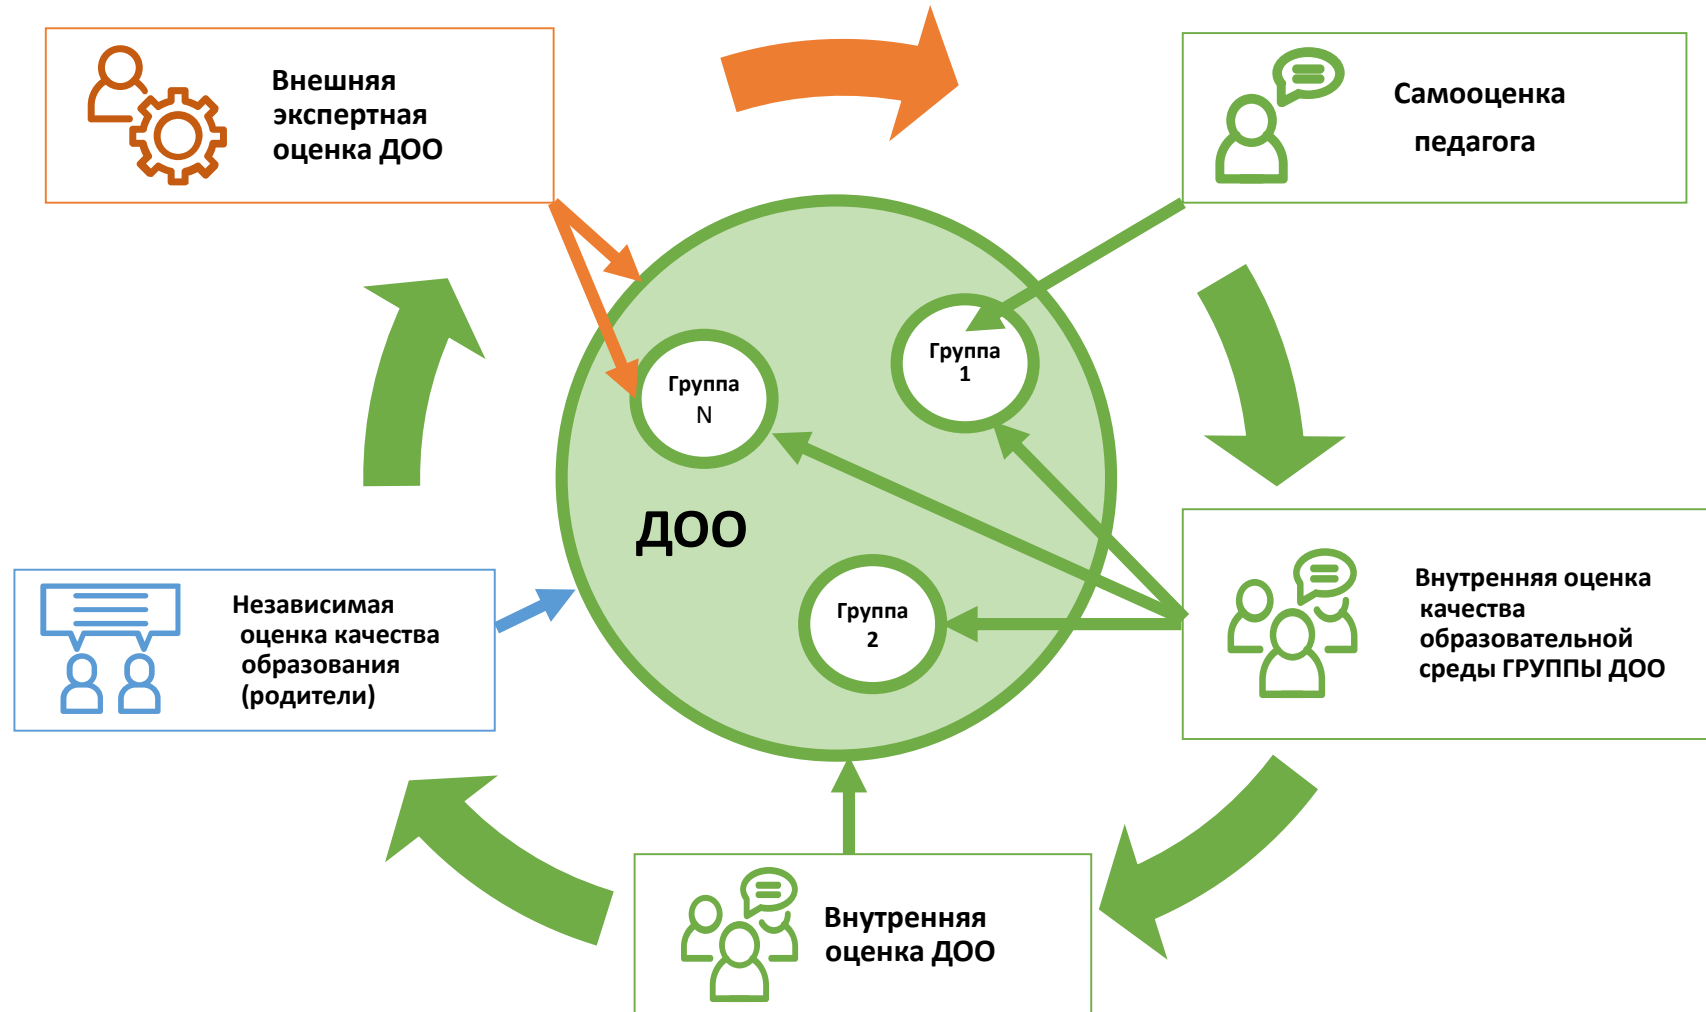 Внешняя
экспертная
оценка ДОО
Самооценка
педагога
Группа
1
Группа
N
ДОО
Группа
2
Независимая
оценка качества
образования
(родители)
Внутренняя оценка
качества
образовательной
среды ГРУППЫ ДОО
Внутренняя
оценка ДОО